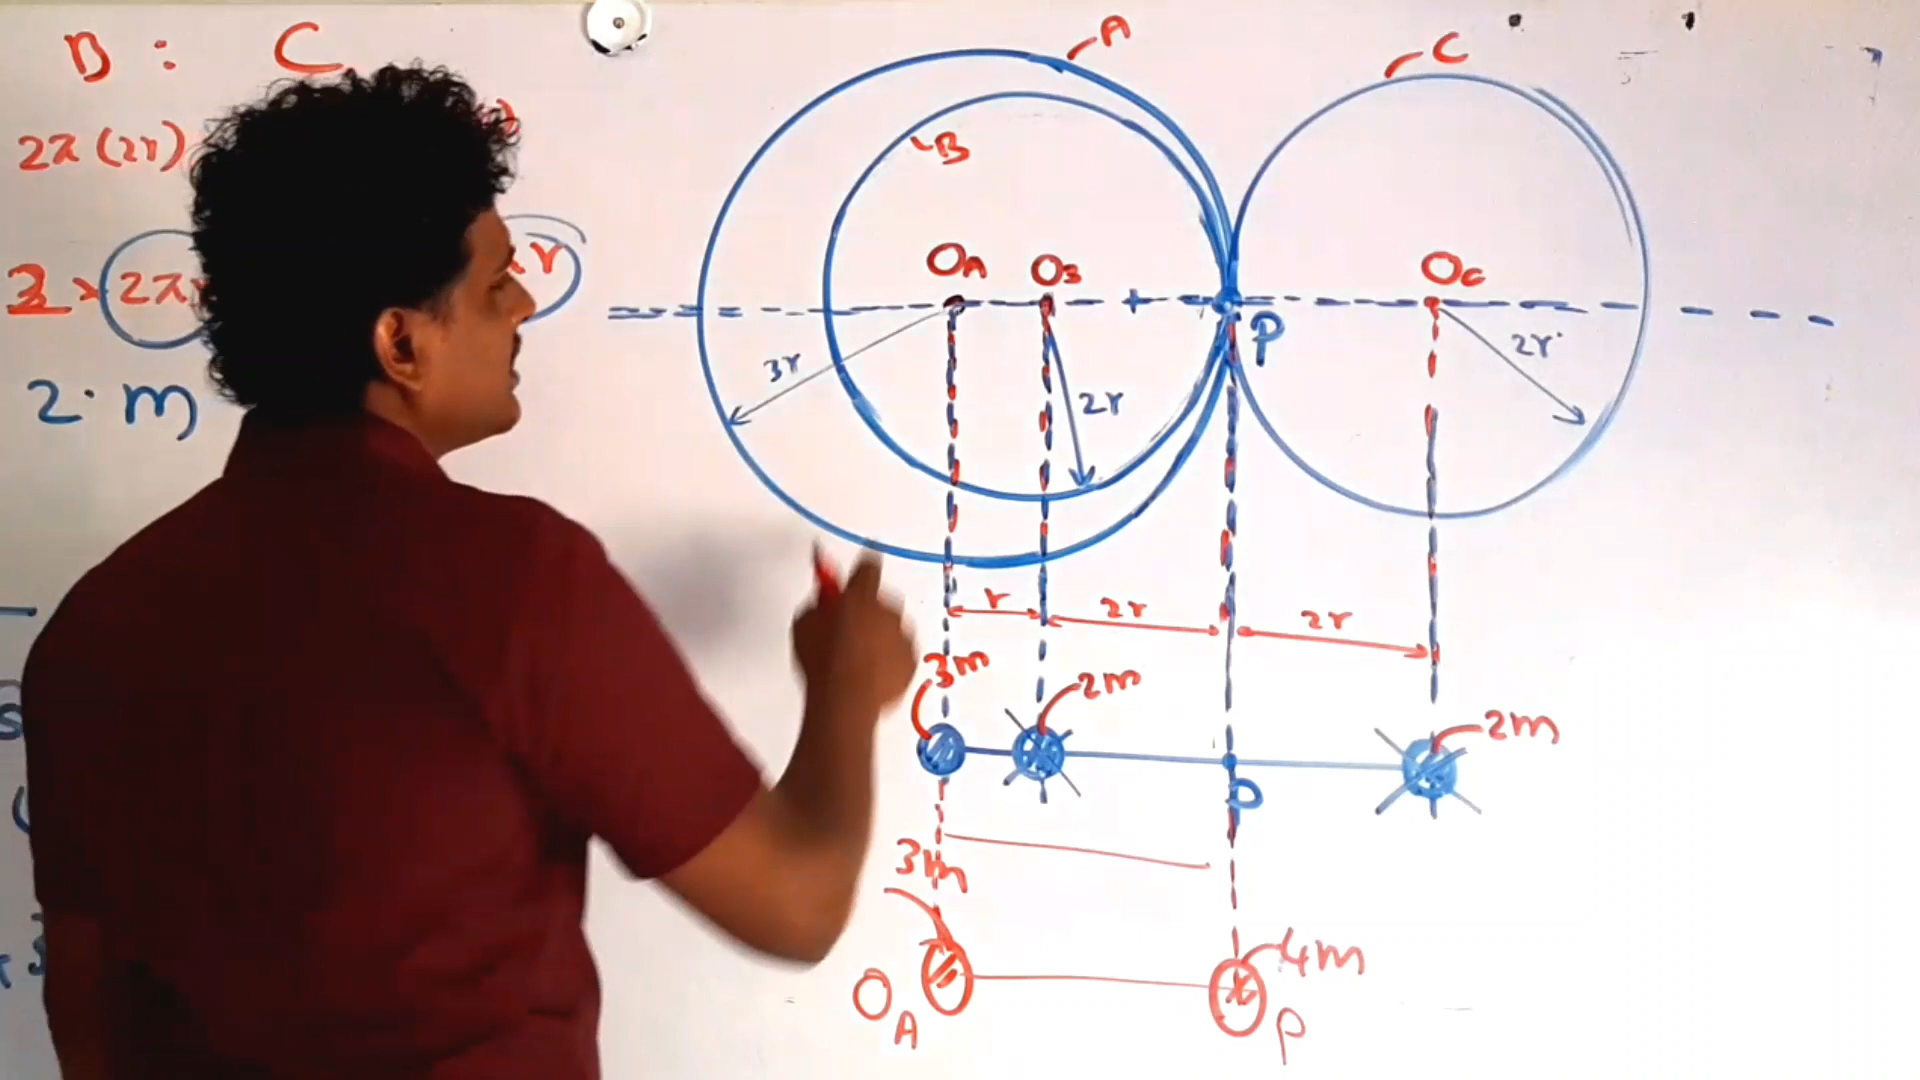 B : C
2π(2r)
3 × 2π r
2 · m
A
C
B
OA OB OC
P
3r
2r
2r
r 2r 2r
3m 2m 2m
P
3m
4m
OA P